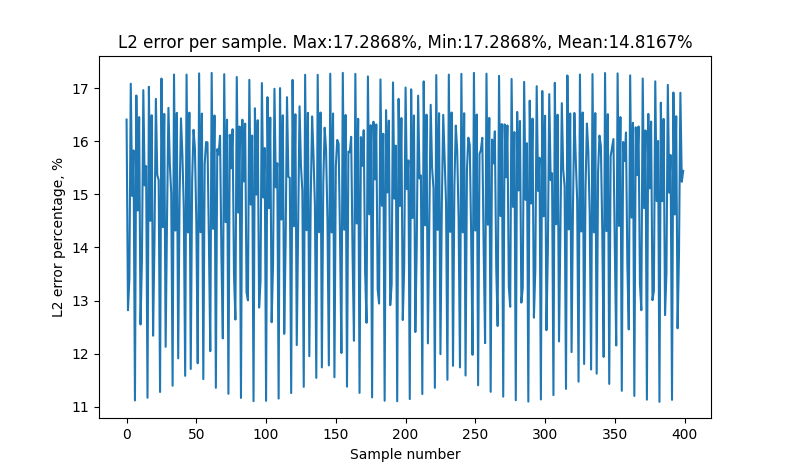 L2 error per sample. Max:17.2868%, Min:17.2868%, Mean:14.8167%
L2 error percentage, %
17
16
15
14
13
12
11
0 50 100 150 200 250 300 350 400
Sample number